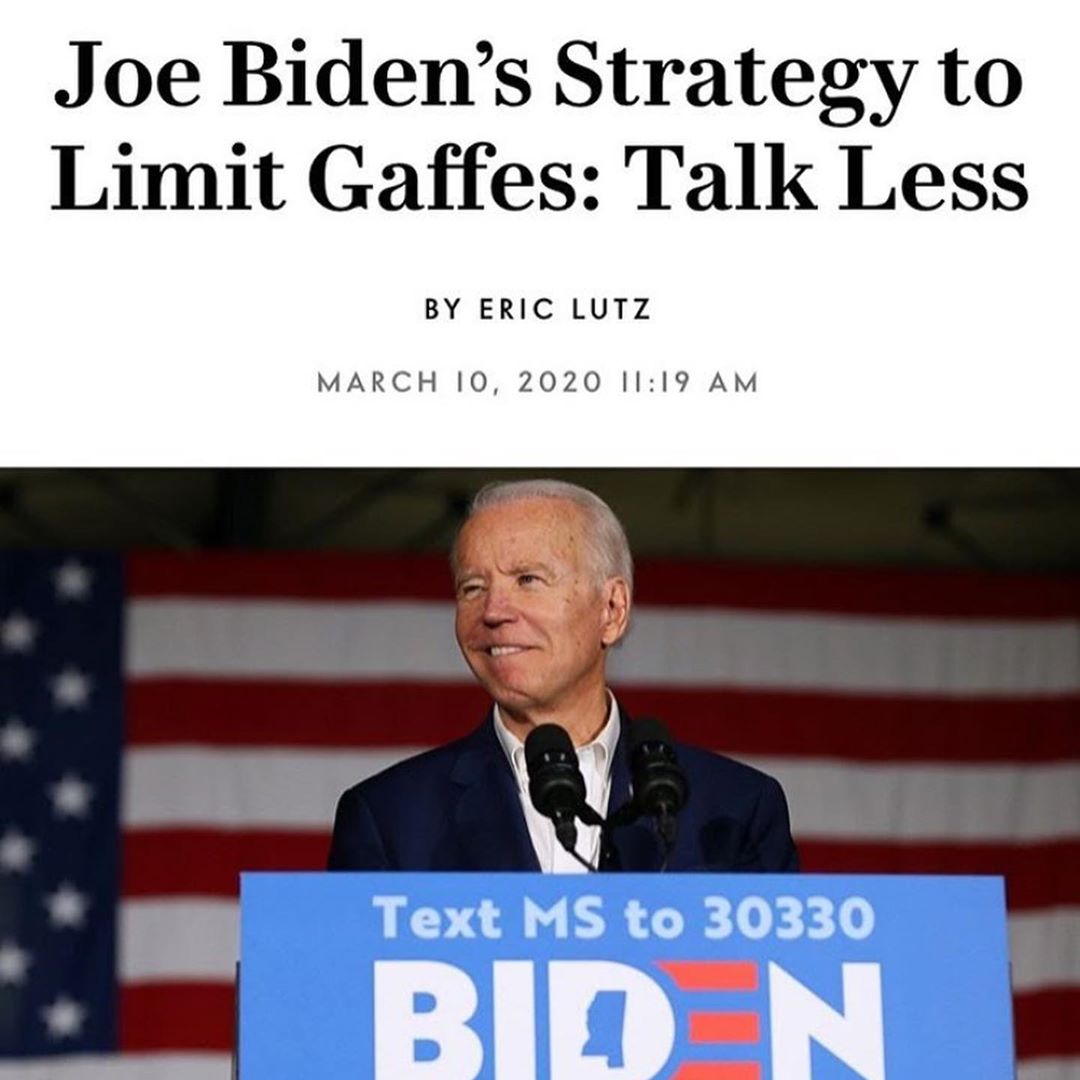 Joe Biden’s Strategy to
Limit Gaffes: Talk Less
BY ERIC LUTZ
MARCH 10, 2020 11:19 AM
Text MS to 30330
BIDEN